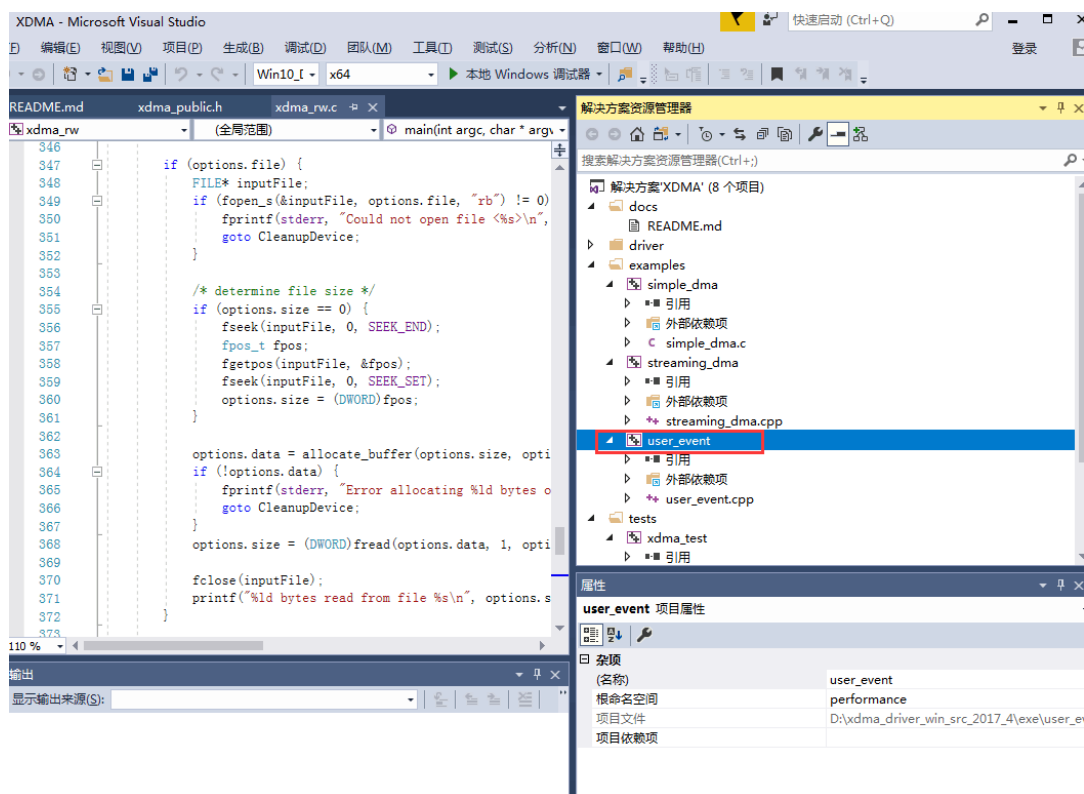 XDMA - Microsoft Visual Studio
快速启动 (Ctrl+Q)
编辑(E) 视图(V) 项目(P) 生成(B) 调试(D) 团队(M) 工具(T) 测试(S) 分析(N) 窗口(W) 帮助(H) 登录
Win10_[ x64 本地 Windows 调试器
README.md xdma_public.h xdma_rw.c
xdma_rw (全局范围) main(int argc, char * argv
346
347 if (options.file) {
348 FILE* inputFile;
349 if (fopen_s(&inputFile, options.file, "rb") != 0)
350 fprintf(stderr, "Could not open file <%s>\n",
351 goto CleanupDevice;
352 }
353
354 /* determine file size */
355 if (options.size == 0) {
356 fseek(inputFile, 0, SEEK_END);
357 fpos_t fpos;
358 fgetpos(inputFile, &fpos);
359 fseek(inputFile, 0, SEEK_SET);
360 options.size = (DWORD)fpos;
361 }
362
363 options.data = allocate_buffer(options.size, opti
364 if (!options.data) {
365 fprintf(stderr, "Error allocating %ld bytes o
366 goto CleanupDevice;
367 }
368 options.size = (DWORD)fread(options.data, 1, opti
369
370 fclose(inputFile);
371 printf("%ld bytes read from file %s\n", options.s
372 }
373
110 %
输出
显示输出来源(S):
解决方案资源管理器
搜索解决方案资源管理器(Ctrl+;)
解决方案'XDMA' (8 个项目)
docs
README.md
driver
examples
simple_dma
引用
外部依赖项
simple_dma.c
streaming_dma
引用
外部依赖项
streaming_dma.cpp
user_event
引用
外部依赖项
user_event.cpp
tests
xdma_test
引用
属性
user_event 项目属性
杂项
(名称) user_event
根命名空间 performance
项目文件 D:\xdma_driver_win_src_2017_4\exe\user_ev
项目依赖项